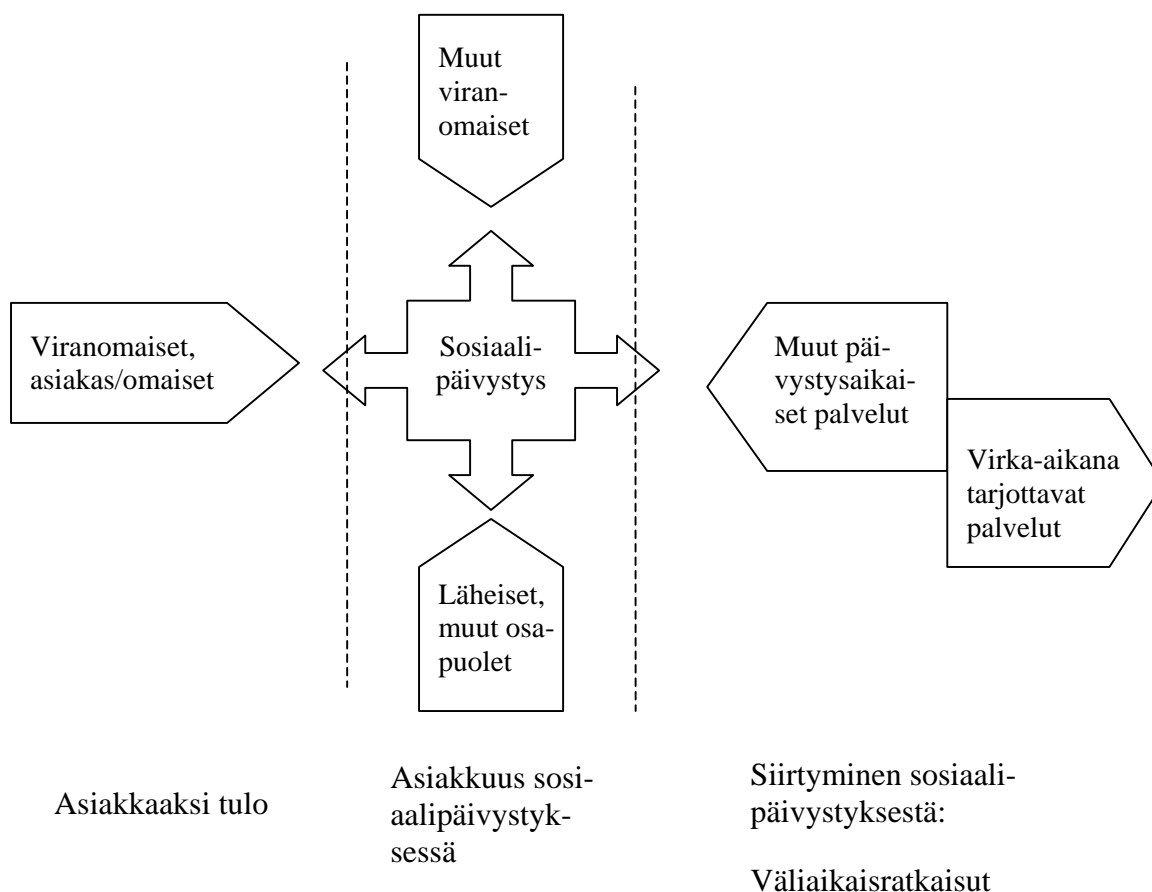 Muut
viran-
omaiset
Viranomaiset,
asiakas/omaiset
Sosiaali-
päivystys
Muut päi-
vystysaikai-
set palvelut
Virka-aikana
tarjottavat
palvelut
Läheiset,
muut osa-
puolet
Asiakkaaksi tulo
Asiakkuus sosi-
aalipäivystyk-
sessä
Siirtyminen sosiaali-
päivystyksestä:
Väliaikaisratkaisut